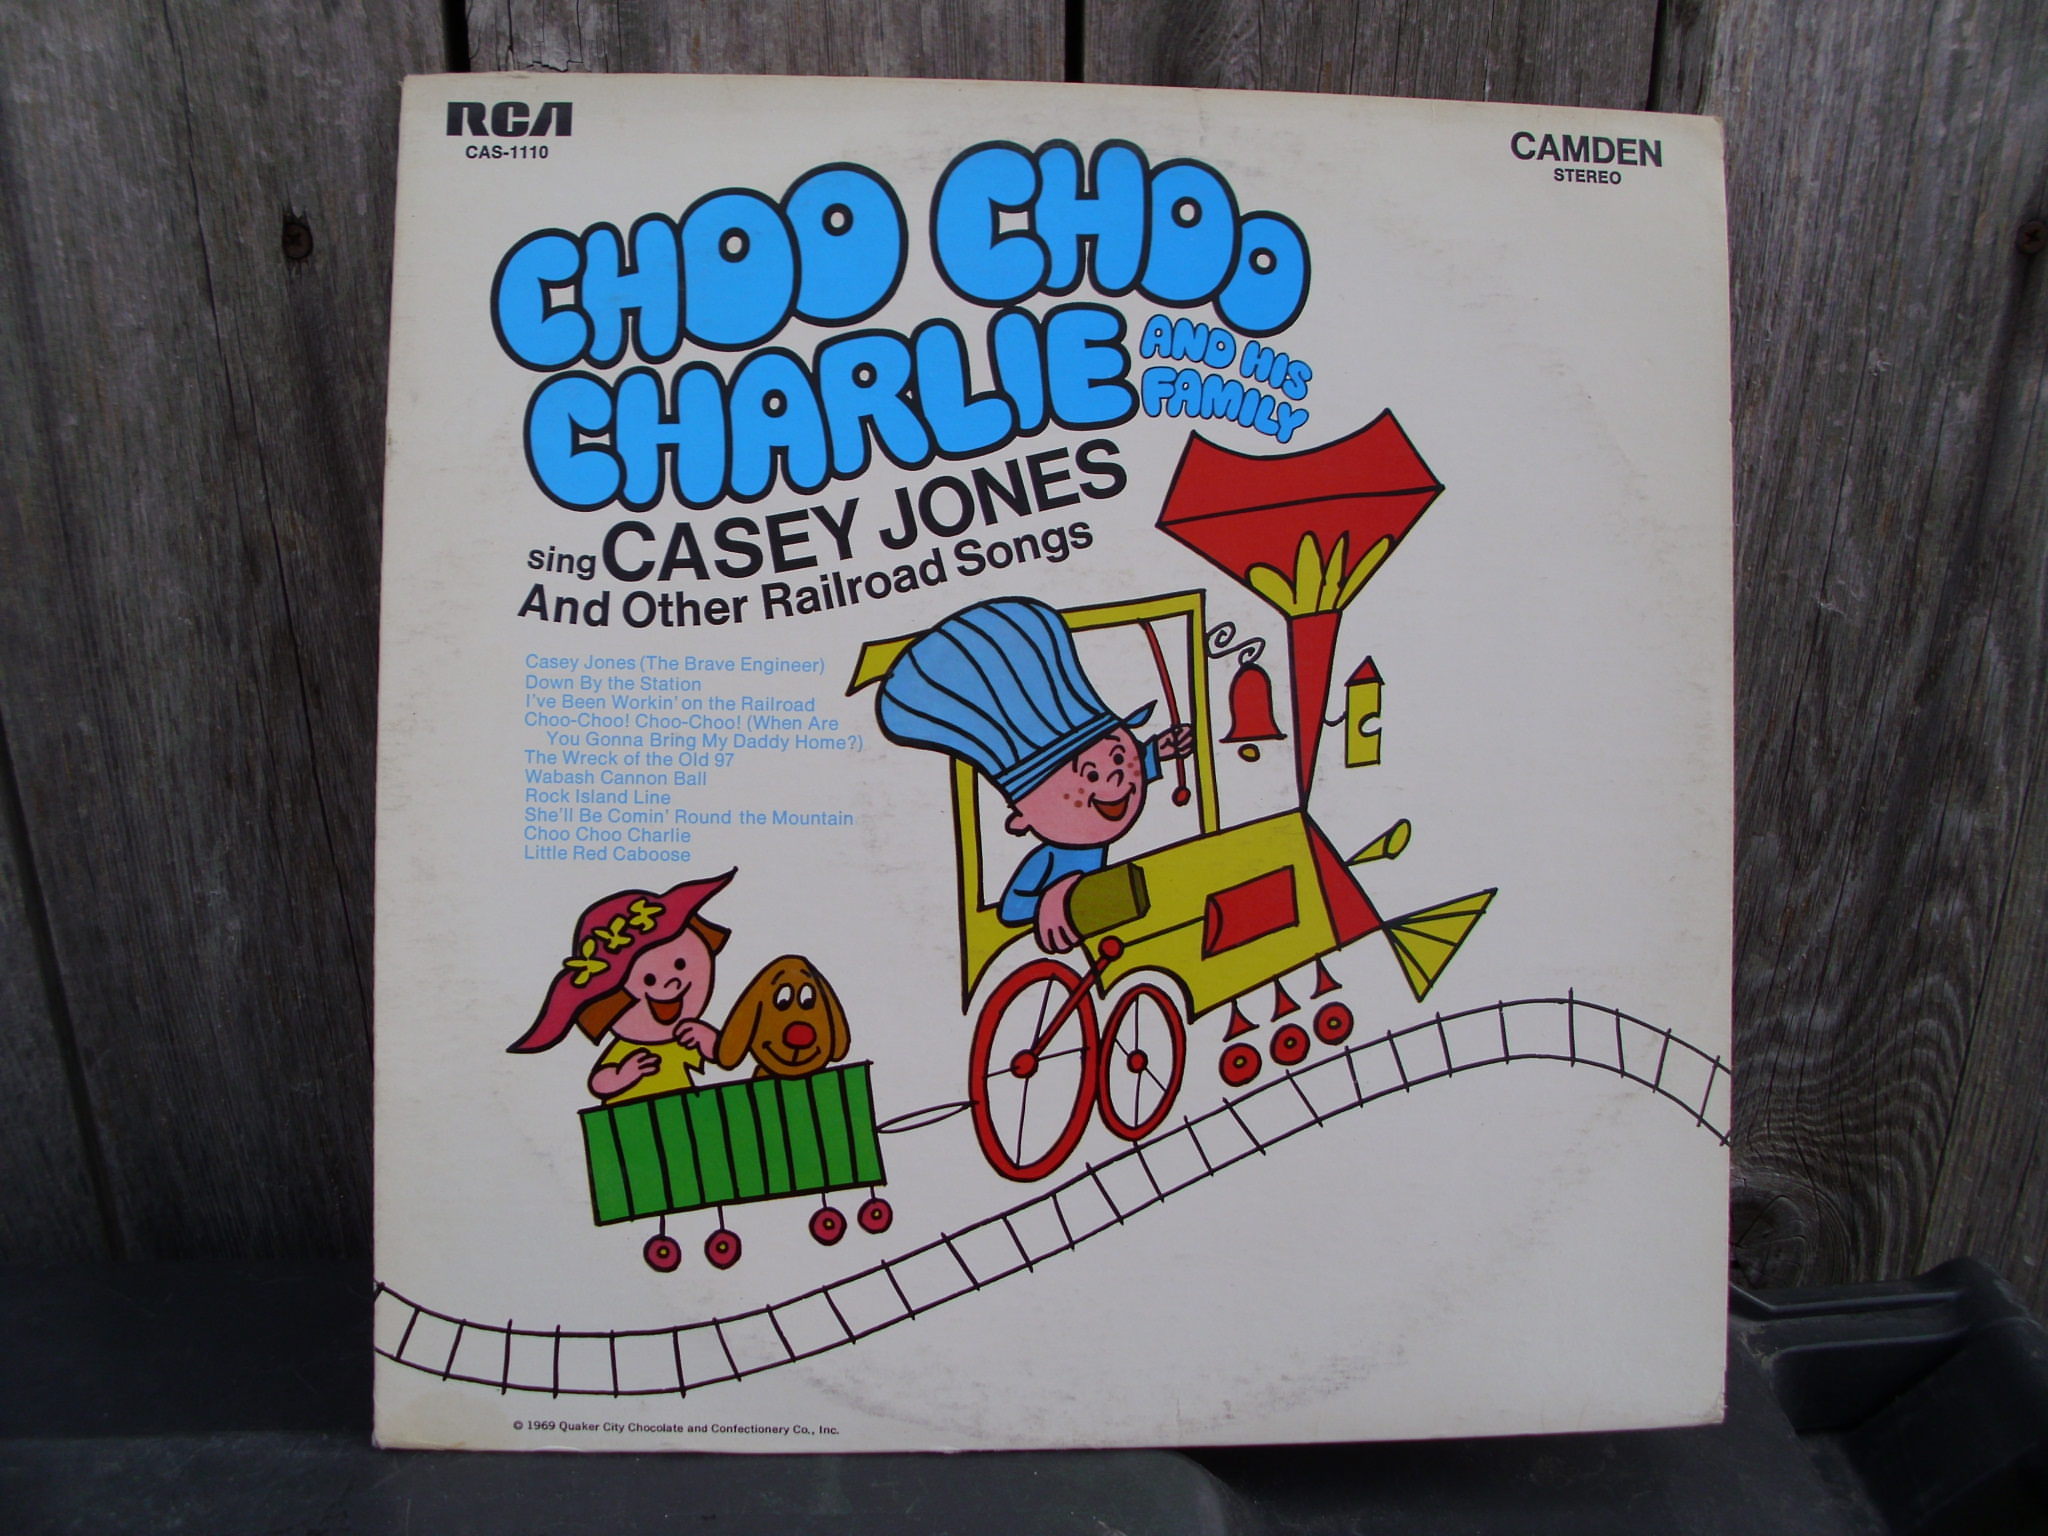 RCA
CAS-1110
CAMDEN
STEREO
CHOO CHOO
CHARLIE
AND HIS
FAMILY
sing CASEY JONES
And Other Railroad Songs
Casey Jones (The Brave Engineer)
Down By the Station
I've Been Workin' on the Railroad
Choo-Choo! Choo-Choo! (When Are
You Gonna Bring My Daddy Home?)
The Wreck of the Old 97
Wabash Cannon Ball
Rock Island Line
She'll Be Comin' Round the Mountain
Choo Choo Charlie
Little Red Caboose
© 1969 Quaker City Chocolate and Confectionery Co., Inc.